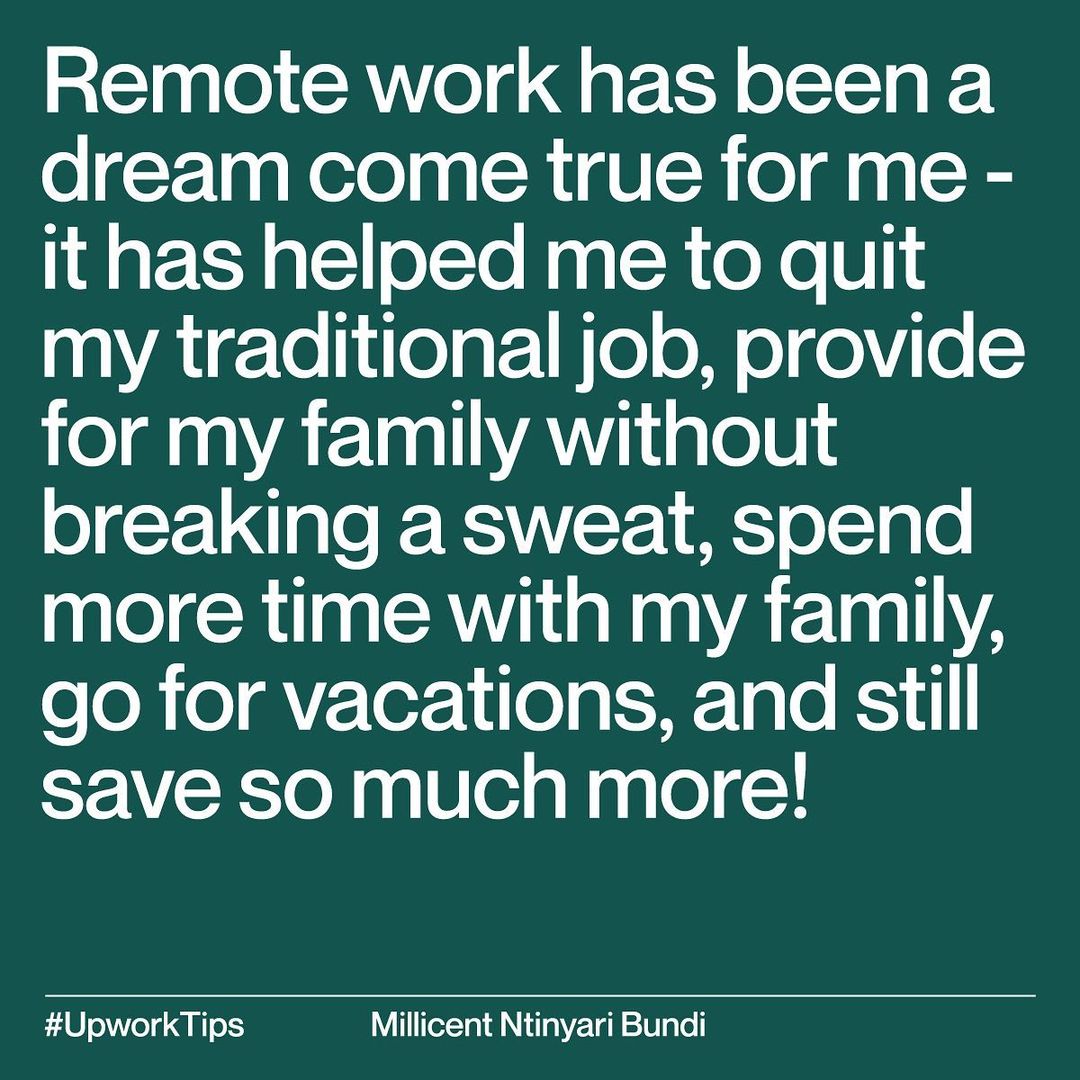 Remote work has been a
dream come true for me -
it has helped me to quit
my traditional job, provide
for my family without
breaking a sweat, spend
more time with my family,
go for vacations, and still
save so much more!
#UpworkTips
Millicent Ntinyari Bundi